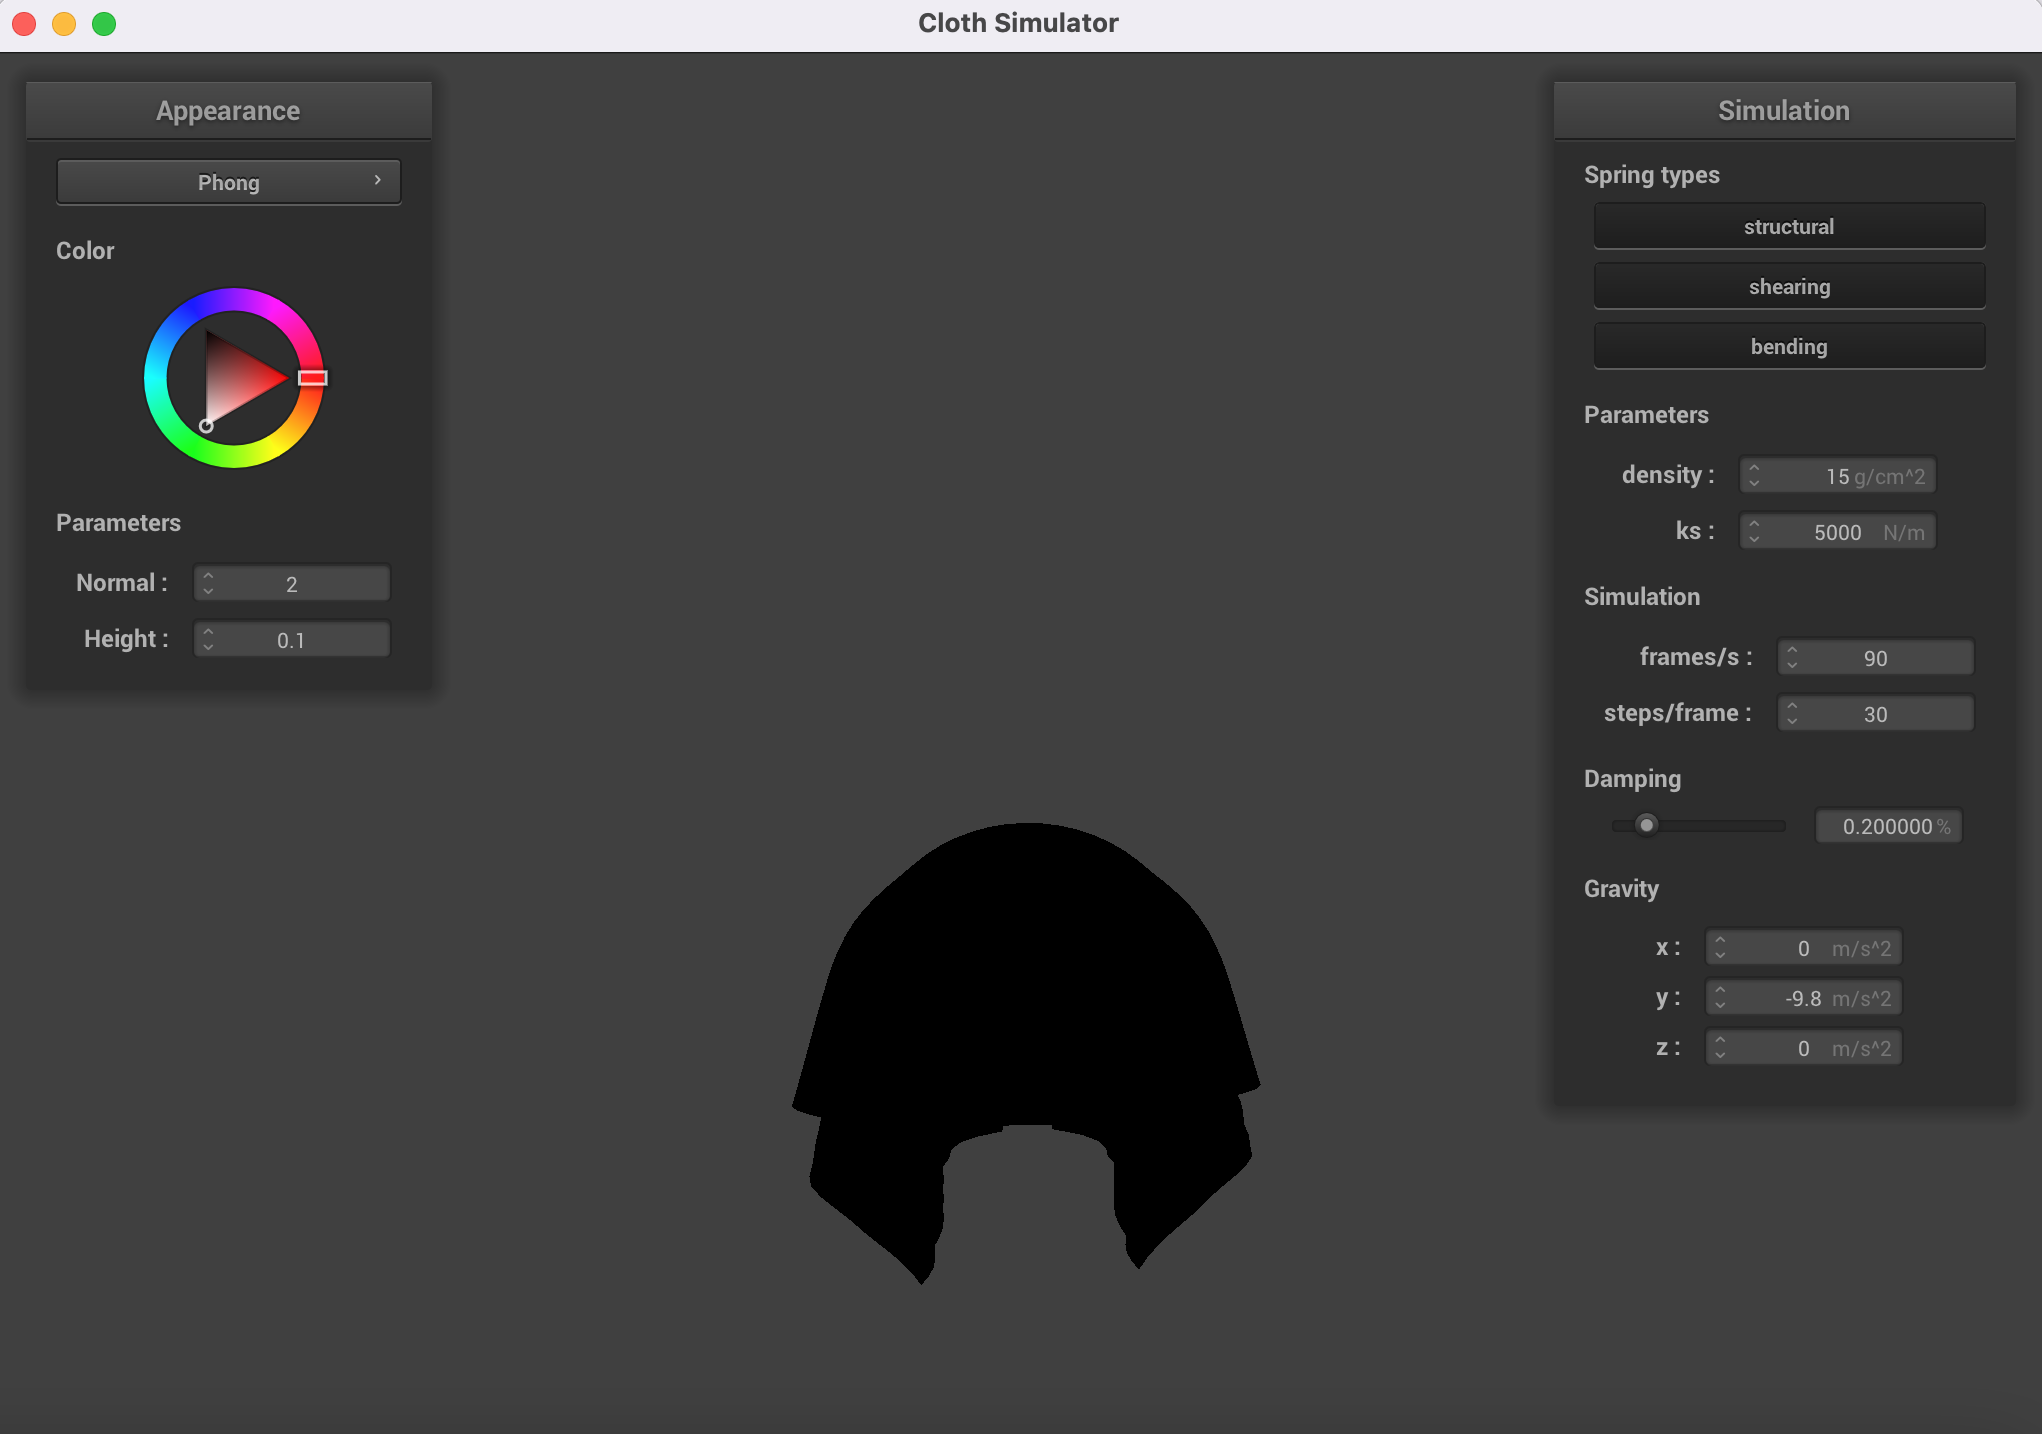 Cloth Simulator
Appearance
Phong
Color
Parameters
Normal : 2
Height : 0.1
Simulation
Spring types
structural
shearing
bending
Parameters
density : 15 g/cm^2
ks : 5000 N/m
Simulation
frames/s : 90
steps/frame : 30
Damping
0.200000 %
Gravity
x : 0 m/s^2
y : -9.8 m/s^2
z : 0 m/s^2